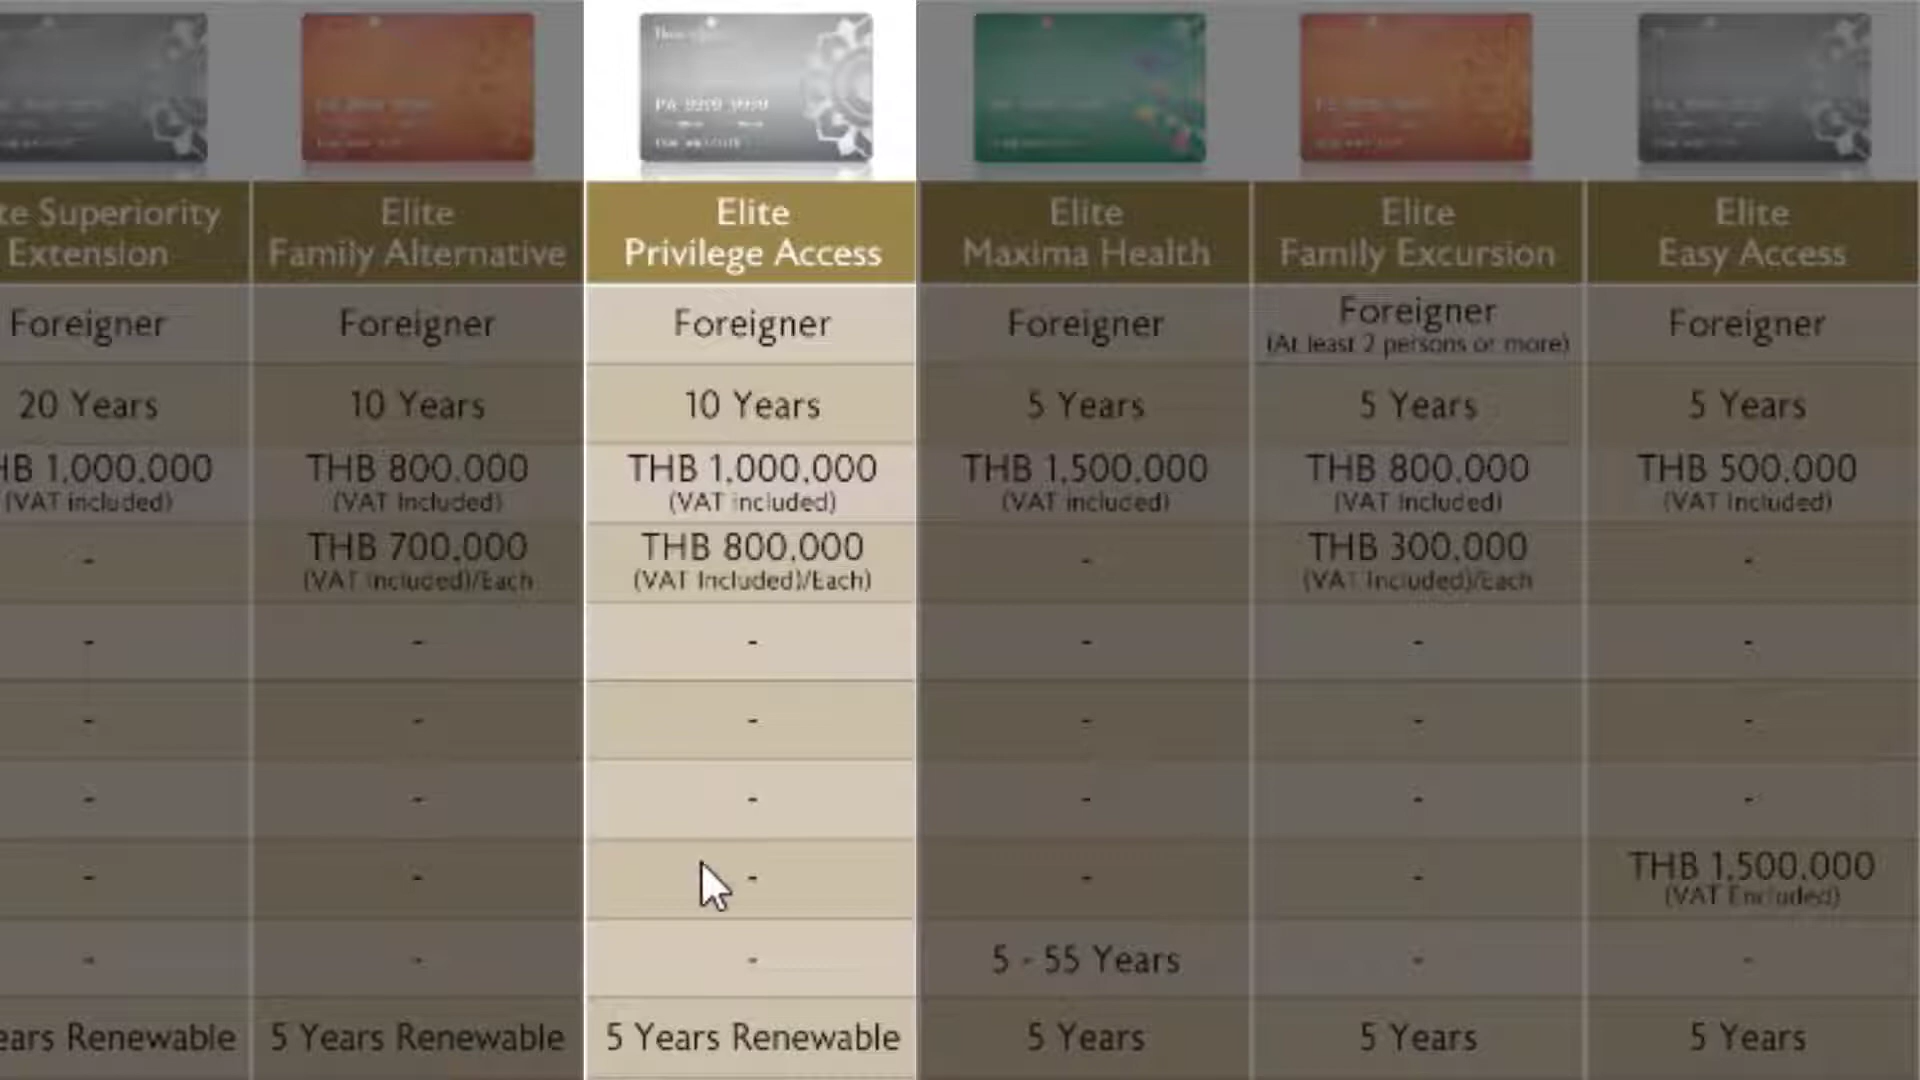 PA 9999 9999
te Superiority
Extension
Elite
Family Alternative
Elite
Privilege Access
Elite
Maxima Health
Elite
Family Excursion
Elite
Easy Access
Foreigner
Foreigner
Foreigner
Foreigner
Foreigner
(At least 2 persons or more)
Foreigner
20 Years
10 Years
10 Years
5 Years
5 Years
5 Years
HB 1,000,000
(VAT included)
THB 800,000
(VAT Included)
THB 1,000,000
(VAT included)
THB 1,500,000
(VAT included)
THB 800,000
(VAT Included)
THB 500,000
(VAT Included)
-
THB 700,000
(VAT Included)/Each
THB 800,000
(VAT Included)/Each)
-
THB 300,000
(VAT Included)/Each
-
- - - - - -
- - - - - -
- - - - - -
- - - - -
THB 1,500,000
(VAT Encluded)
- - -
5 - 55 Years
- -
ears Renewable
5 Years Renewable
5 Years Renewable
5 Years
5 Years
5 Years